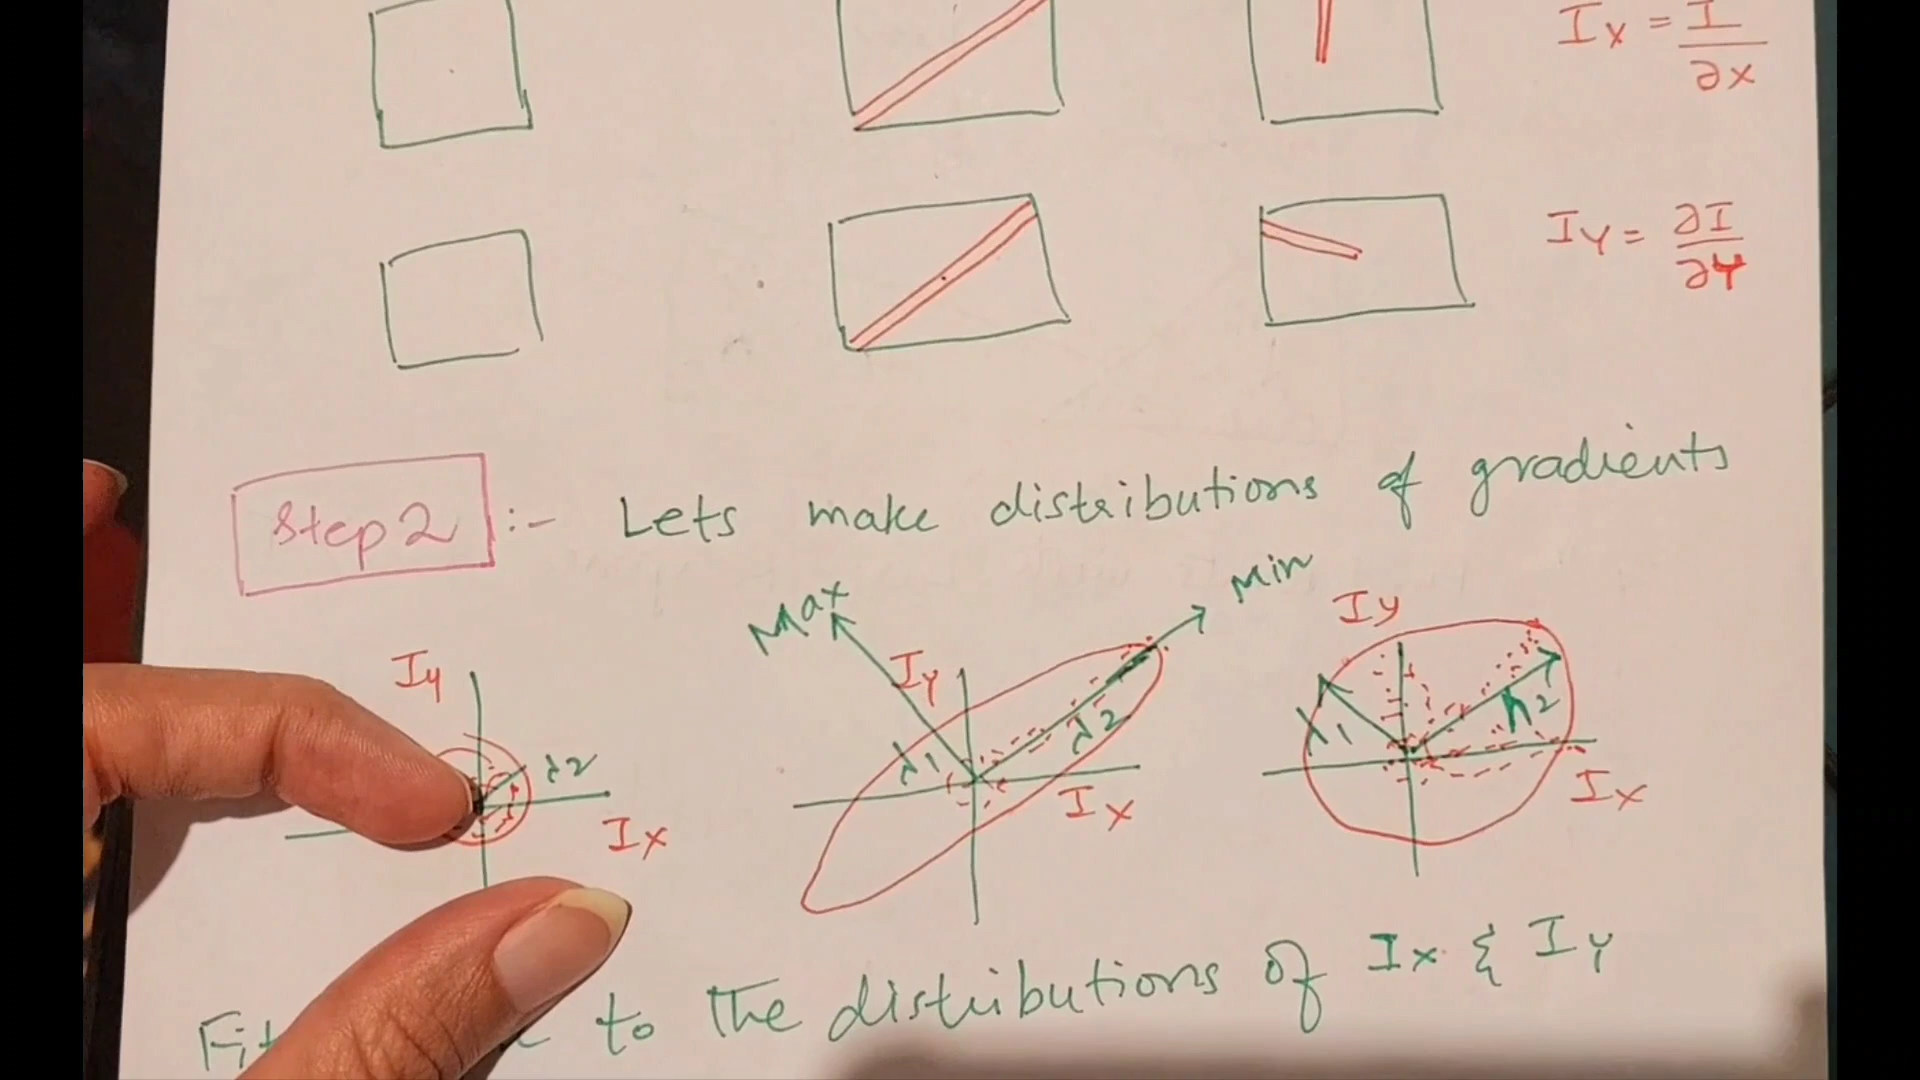 Ix = I / ∂x
Iy = ∂I / ∂y
Step 2 :- Lets make distributions of gradients
Max
Min
Iy
Iy
Iy
λ1
λ2
λ2
λ1
λ2
Ix
Ix
Ix
to the distributions of Ix & Iy